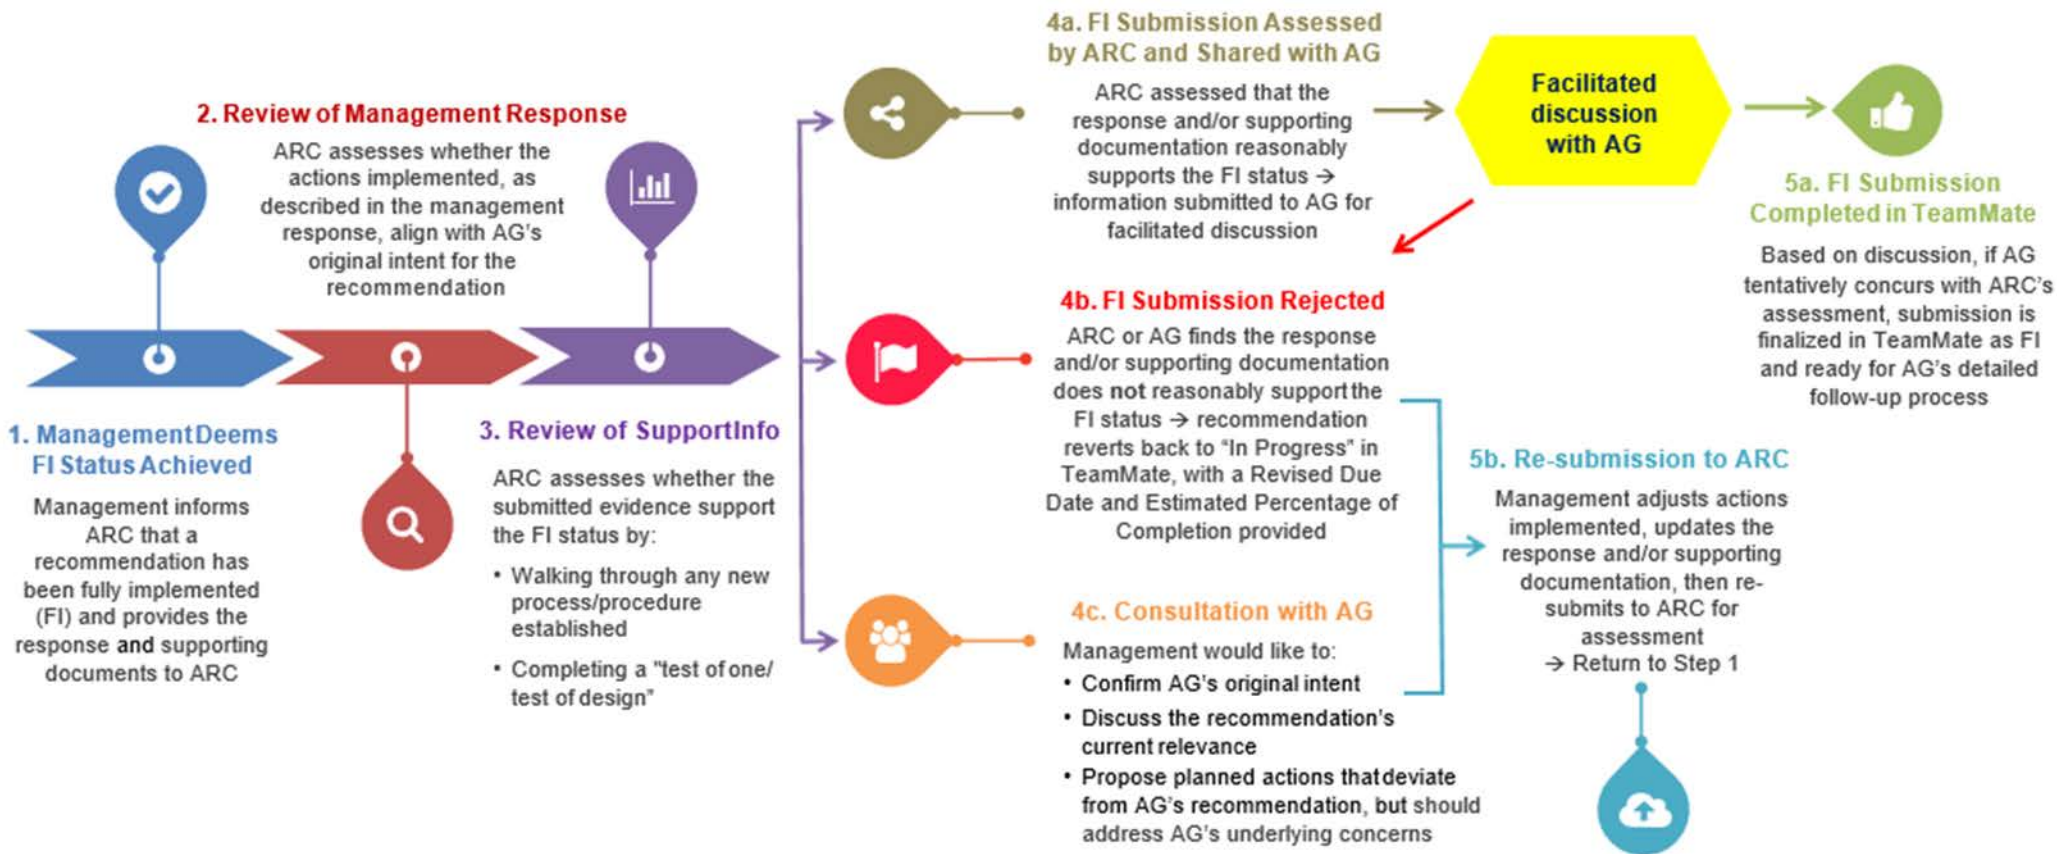 1. Management Deems
FI Status Achieved
Management informs
ARC that a
recommendation has
been fully implemented
(FI) and provides the
response and supporting
documents to ARC
2. Review of Management Response
ARC assesses whether the
actions implemented, as
described in the management
response, align with AG's
original intent for the
recommendation
3. Review of SupportInfo
ARC assesses whether the
submitted evidence support
the FI status by:
• Walking through any new
process/procedure
established
• Completing a "test of one/
test of design"
4a. FI Submission Assessed
by ARC and Shared with AG
ARC assessed that the
response and/or supporting
documentation reasonably
supports the FI status →
information submitted to AG for
facilitated discussion
Facilitated
discussion
with AG
4b. FI Submission Rejected
ARC or AG finds the response
and/or supporting documentation
does not reasonably support the
FI status → recommendation
reverts back to "In Progress" in
TeamMate, with a Revised Due
Date and Estimated Percentage of
Completion provided
4c. Consultation with AG
Management would like to:
• Confirm AG's original intent
• Discuss the recommendation's
current relevance
• Propose planned actions that deviate
from AG's recommendation, but should
address AG's underlying concerns
5a. FI Submission
Completed in TeamMate
Based on discussion, if AG
tentatively concurs with ARC's
assessment, submission is
finalized in TeamMate as FI
and ready for AG's detailed
follow-up process
5b. Re-submission to ARC
Management adjusts actions
implemented, updates the
response and/or supporting
documentation, then re-
submits to ARC for
assessment
→ Return to Step 1